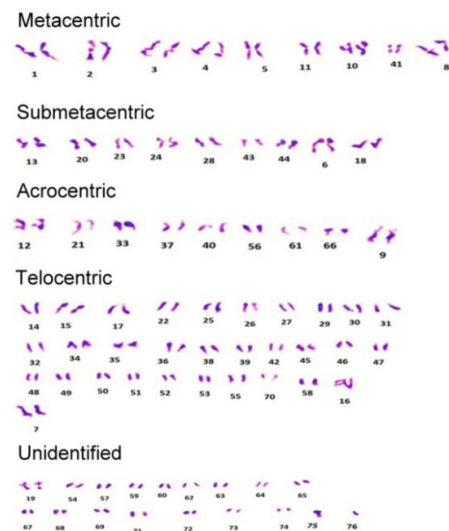 Metacentric
1 2 3 4 5 11 10 41 8
Submetacentric
13 20 23 24 28 43 44 6 18
Acrocentric
12 21 33 37 40 56 61 66 9
Telocentric
14 15 17 22 25 26 27 29 30 31
32 34 35 36 38 39 42 45 46 47
48 49 50 51 52 53 55 70 58 16
7
Unidentified
19 54 57 59 60 62 63 64 65
67 68 69 71 72 73 74 75 76